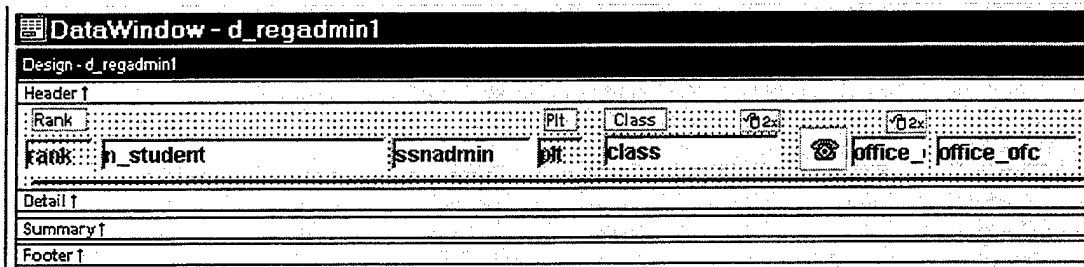 DataWindow - d_regadmin1
Design - d_regadmin1
Header ↑
Rank Plt Class 2x 2x
rank n_student ssnadmin plt class office_ office_ofc
Detail ↑
Summary ↑
Footer ↑